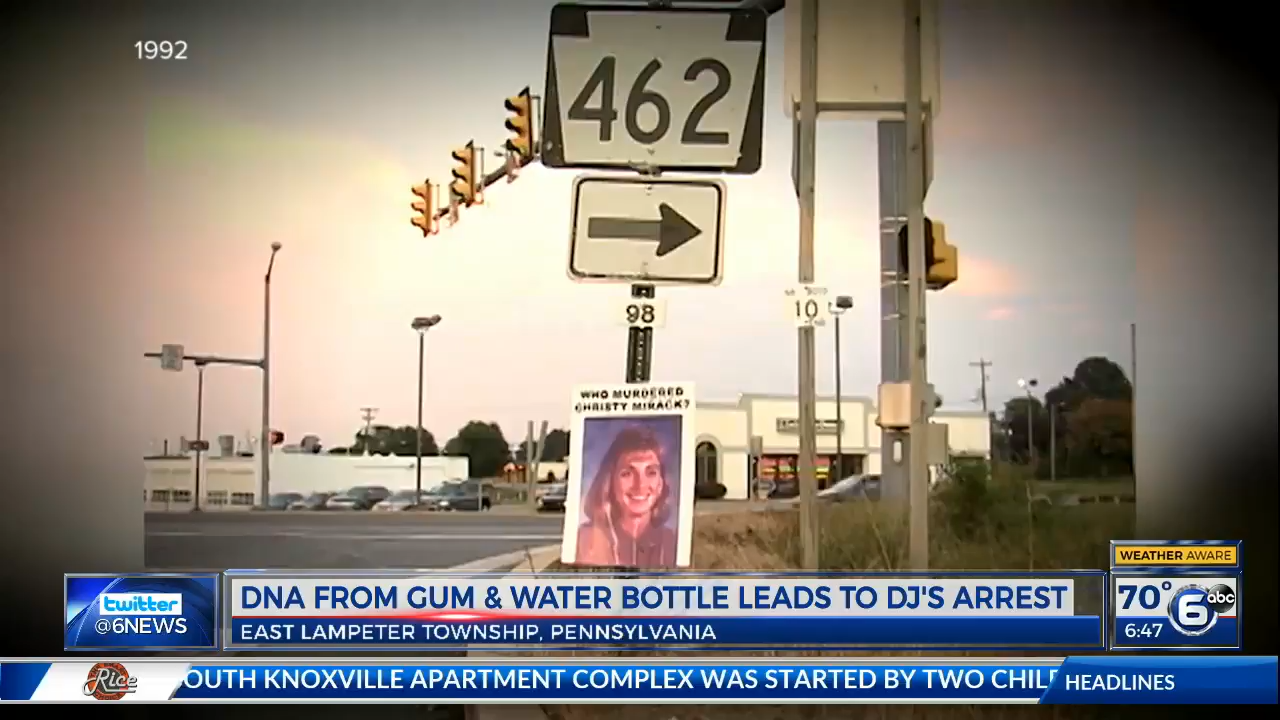 1992
462
98
10
WHO MURDERED
CHRISTY MIRACK?
WEATHER AWARE
twitter
@6NEWS
DNA FROM GUM & WATER BOTTLE LEADS TO DJ'S ARREST
EAST LAMPETER TOWNSHIP, PENNSYLVANIA
70°
6:47
6
abc
Rice
OUTH KNOXVILLE APARTMENT COMPLEX WAS STARTED BY TWO CHIL
HEADLINES